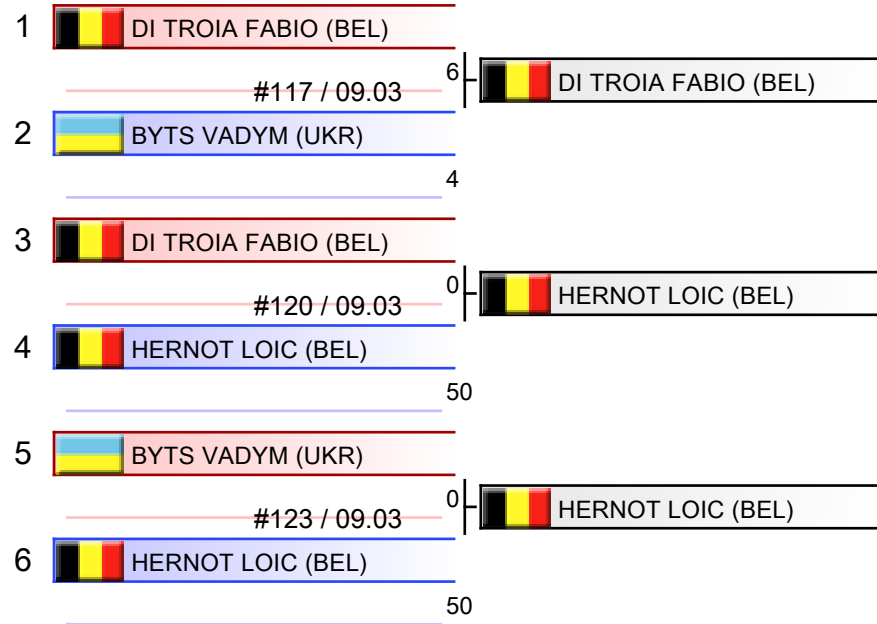 1 DI TROIA FABIO (BEL)
#117 / 09.03 6 DI TROIA FABIO (BEL)
2 BYTS VADYM (UKR)
4
3 DI TROIA FABIO (BEL)
#120 / 09.03 0 HERNOT LOIC (BEL)
4 HERNOT LOIC (BEL)
50
5 BYTS VADYM (UKR)
#123 / 09.03 0 HERNOT LOIC (BEL)
6 HERNOT LOIC (BEL)
50